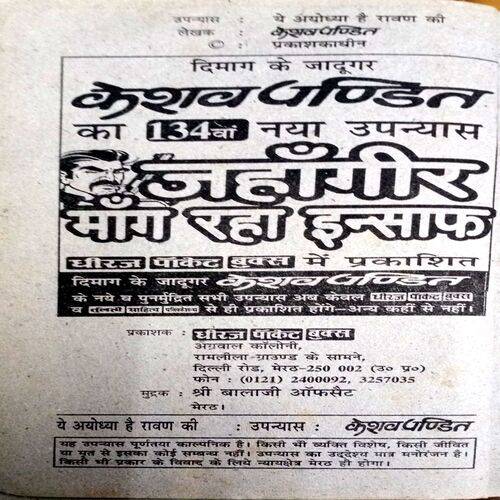 उपन्यास : ये अयोध्या है रावण की
लेखक : केशव पण्डित
© : प्रकाशकाधीन
दिमाग के जादूगर
केशव पण्डित
का 134वां नया उपन्यास
जहाँगीर
माँग रहा इन्साफ
धीरज पॉकेट बुक्स में प्रकाशित
दिमाग के जादूगर केशव पण्डित
के नये व पुनर्मुद्रित सभी उपन्यास अब केवल धीरज पॉकेट बुक्स
व तुलसी साहित्य पब्लिकेशन्स से ही प्रकाशित होंगे—अन्य कहीं से नहीं।
प्रकाशक : धीरज पॉकेट बुक्स
अग्रवाल कॉलोनी,
रामलीला-ग्राउण्ड के सामने,
दिल्ली रोड, मेरठ-250 002 (उ० प्र०)
फोन : (0121) 2400092, 3257035
मुद्रक : श्री बालाजी ऑफसैट
मेरठ।
ये अयोध्या है रावण की : उपन्यास : केशव पण्डित
यह उपन्यास पूर्णतया काल्पनिक है। किसी भी व्यक्ति विशेष, किसी जीवित
या मृत से इसका कोई सम्बन्ध नहीं। उपन्यास का उद्देश्य मात्र मनोरंजन है।
किसी भी प्रकार के विवाद के लिये न्यायक्षेत्र मेरठ ही होगा।